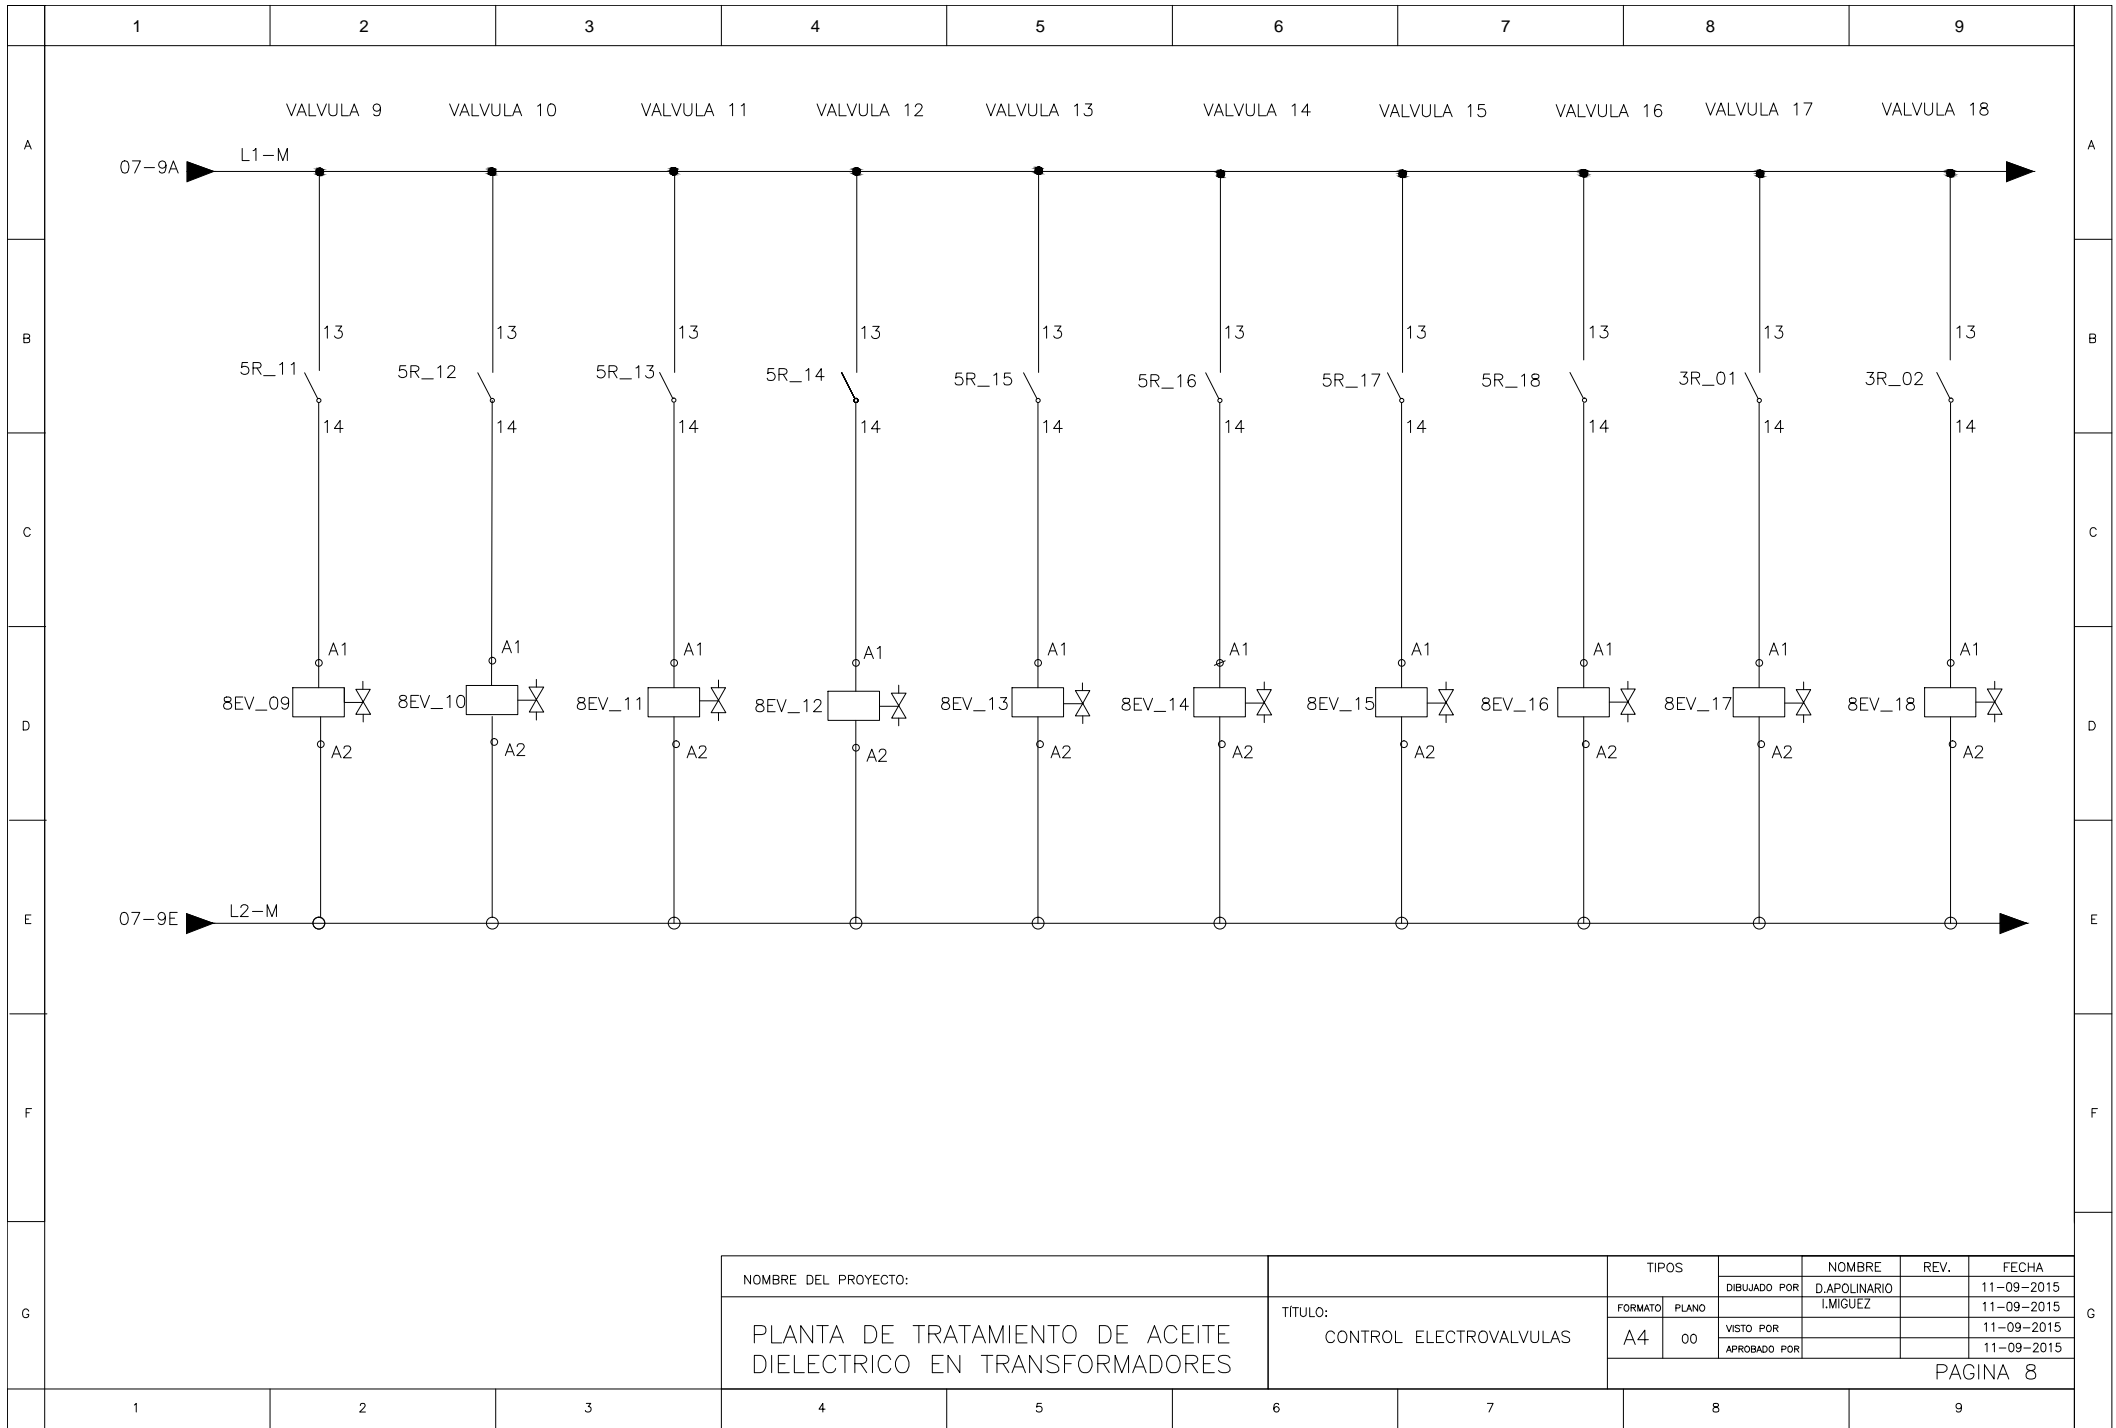 1 2 3 4 5 6 7 8 9
VALVULA 9 VALVULA 10 VALVULA 11 VALVULA 12 VALVULA 13 VALVULA 14 VALVULA 15 VALVULA 16 VALVULA 17 VALVULA 18
A A
L1-M
07-9A
13 13 13 13 13 13 13 13 13 13
B B
5R_11 5R_12 5R_13 5R_14 5R_15 5R_16 5R_17 5R_18 3R_01 3R_02
14 14 14 14 14 14 14 14 14 14
C C
A1 A1 A1 A1 A1 A1 A1 A1 A1 A1
8EV_09 8EV_10 8EV_11 8EV_12 8EV_13 8EV_14 8EV_15 8EV_16 8EV_17 8EV_18
D D
A2 A2 A2 A2 A2 A2 A2 A2 A2 A2
L2-M
07-9E
E E
F F
G G
NOMBRE DEL PROYECTO:
PLANTA DE TRATAMIENTO DE ACEITE
DIELECTRICO EN TRANSFORMADORES
TÍTULO:
CONTROL ELECTROVALVULAS
TIPOS NOMBRE REV. FECHA
DIBUJADO POR D.APOLINARIO 11-09-2015
FORMATO PLANO I.MIGUEZ 11-09-2015
A4 00 VISTO POR 11-09-2015
APROBADO POR 11-09-2015
PAGINA 8
1 2 3 4 5 6 7 8 9